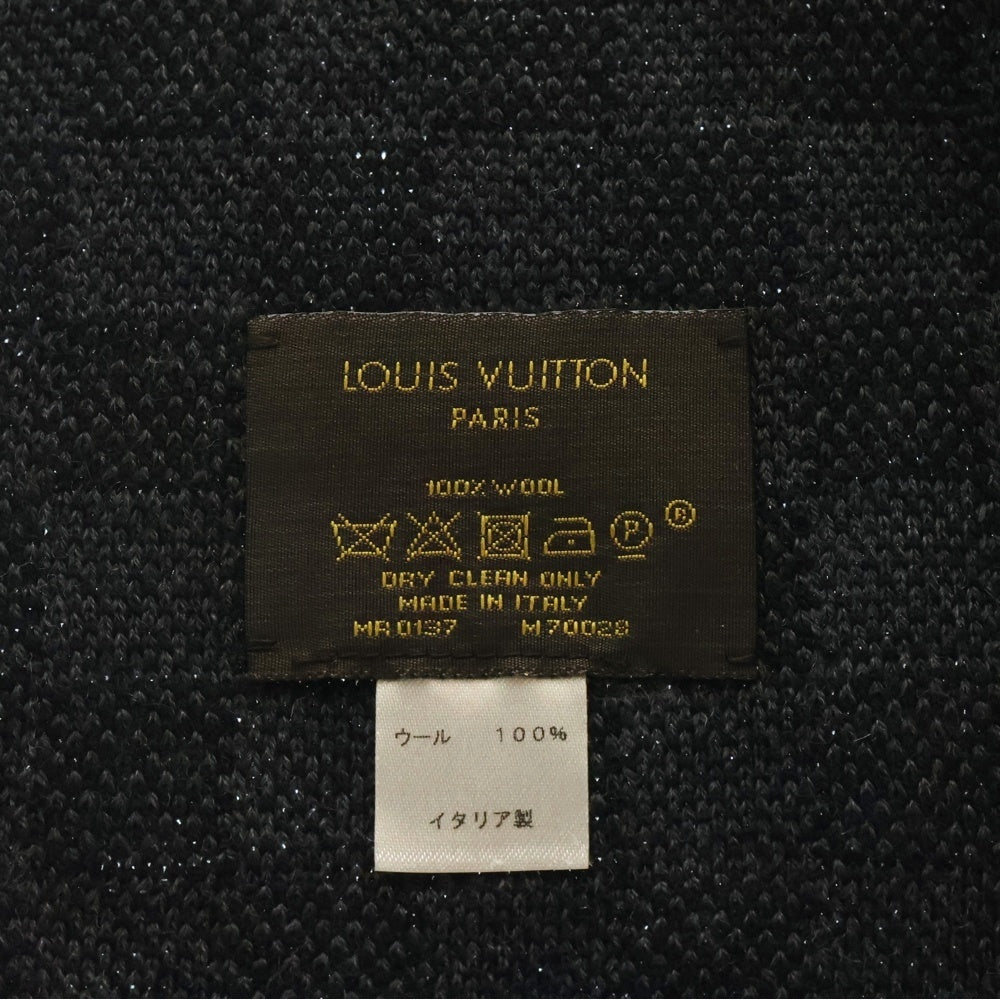 LOUIS VUITTON
PARIS
100% WOOL
P ®
DRY CLEAN ONLY
MADE IN ITALY
MR0137 M70028
ウール 100%
イタリア製